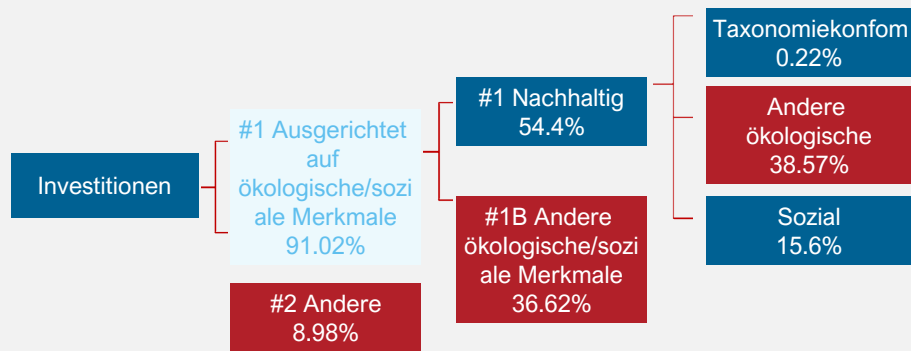 Investitionen
#1 Ausgerichtet
auf
ökologische/sozi
ale Merkmale
91.02%
#2 Andere
8.98%
#1 Nachhaltig
54.4%
#1B Andere
ökologische/sozi
ale Merkmale
36.62%
Taxonomiekonfom
0.22%
Andere
ökologische
38.57%
Sozial
15.6%